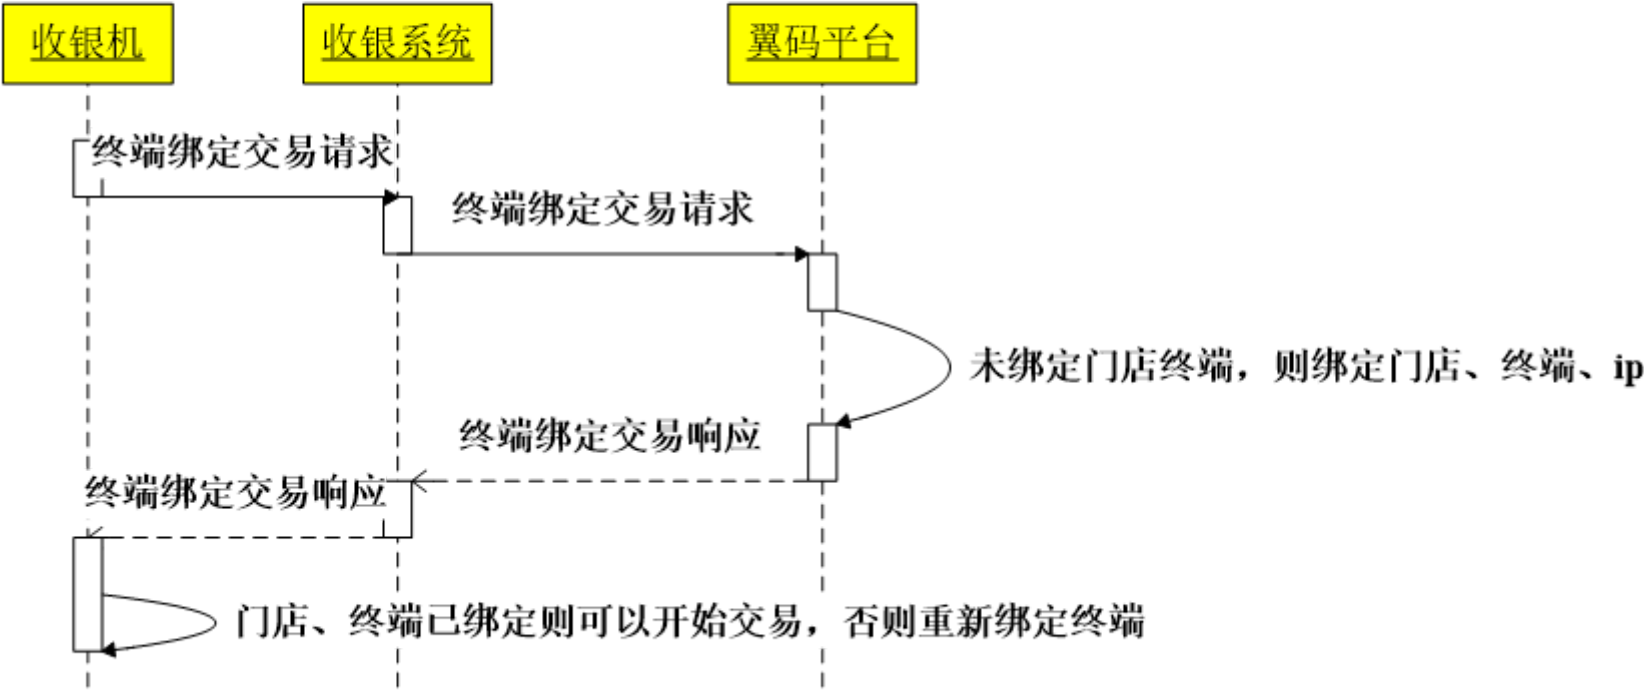 收银机
收银系统
翼码平台
终端绑定交易请求
终端绑定交易请求
未绑定门店终端，则绑定门店、终端、ip
终端绑定交易响应
终端绑定交易响应
门店、终端已绑定则可以开始交易，否则重新绑定终端